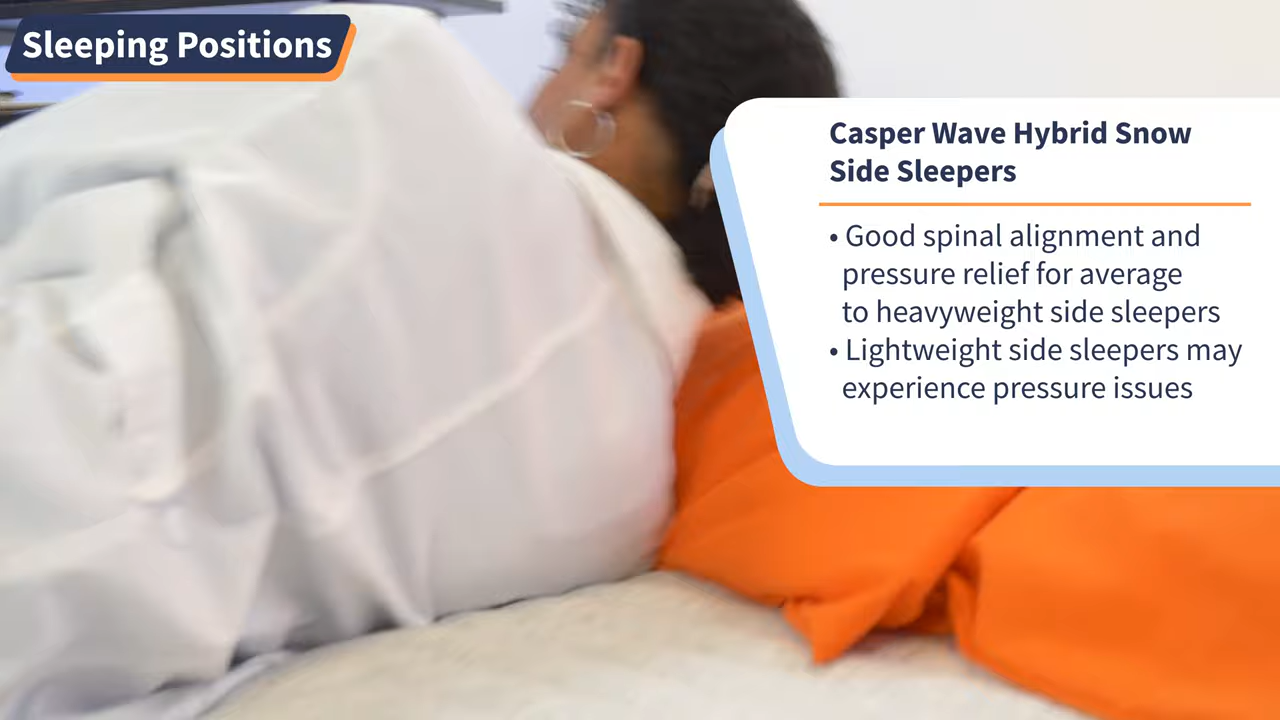 Sleeping Positions
Casper Wave Hybrid Snow
Side Sleepers
• Good spinal alignment and
pressure relief for average
to heavyweight side sleepers
• Lightweight side sleepers may
experience pressure issues